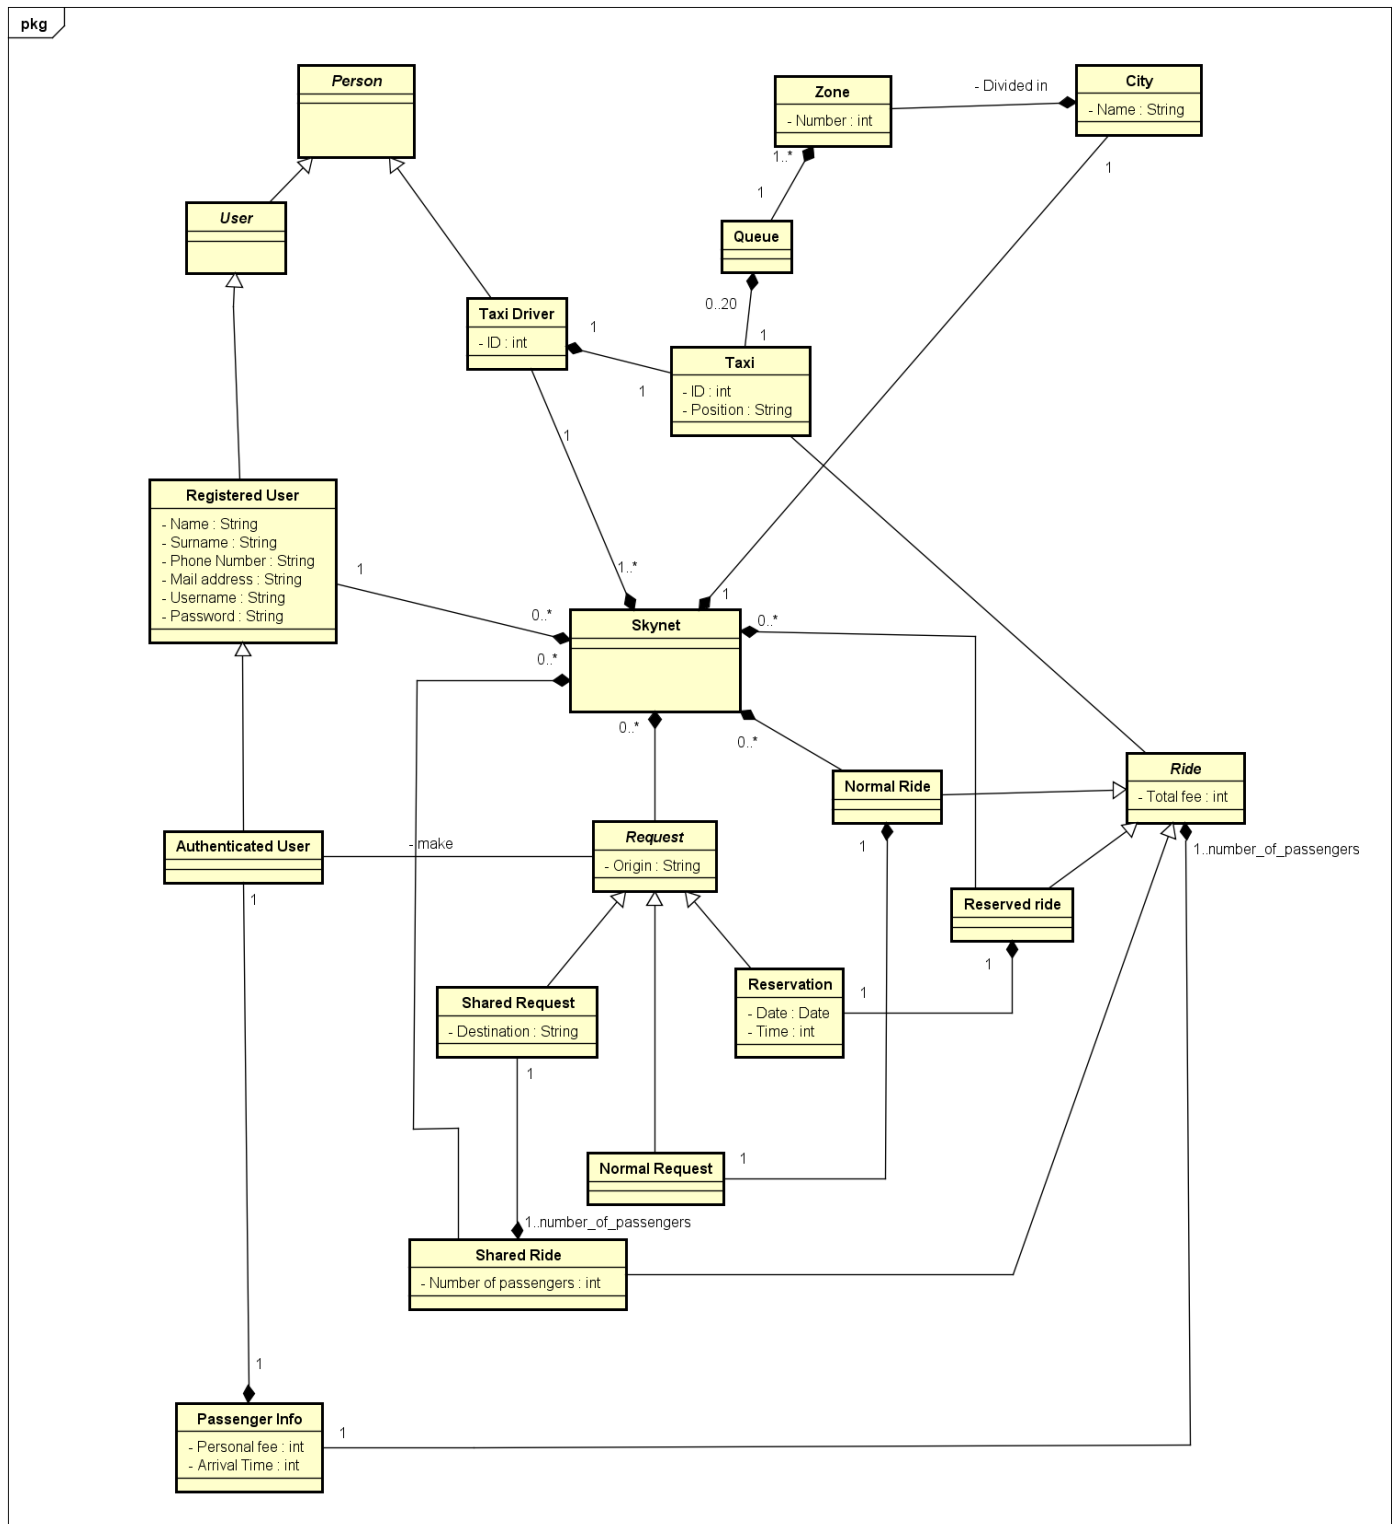 pkg
Person
Zone
- Number : int
- Divided in
City
- Name : String
1..*
1
1
User
Queue
0..20
1
Taxi Driver
- ID : int
1
1
Taxi
- ID : int
- Position : String
1
Registered User
- Name : String
- Surname : String
- Phone Number : String
- Mail address : String
- Username : String
- Password : String
1
1..*
1
0..*
0..*
Skynet
0..*
0..*
0..*
Normal Ride
1
Ride
- Total fee : int
1..number_of_passengers
Authenticated User
1
- make
Request
- Origin : String
Reserved ride
1
Shared Request
- Destination : String
1
Reservation
- Date : Date
- Time : int
1
Normal Request
1
1..number_of_passengers
Shared Ride
- Number of passengers : int
1
Passenger Info
- Personal fee : int
- Arrival Time : int
1